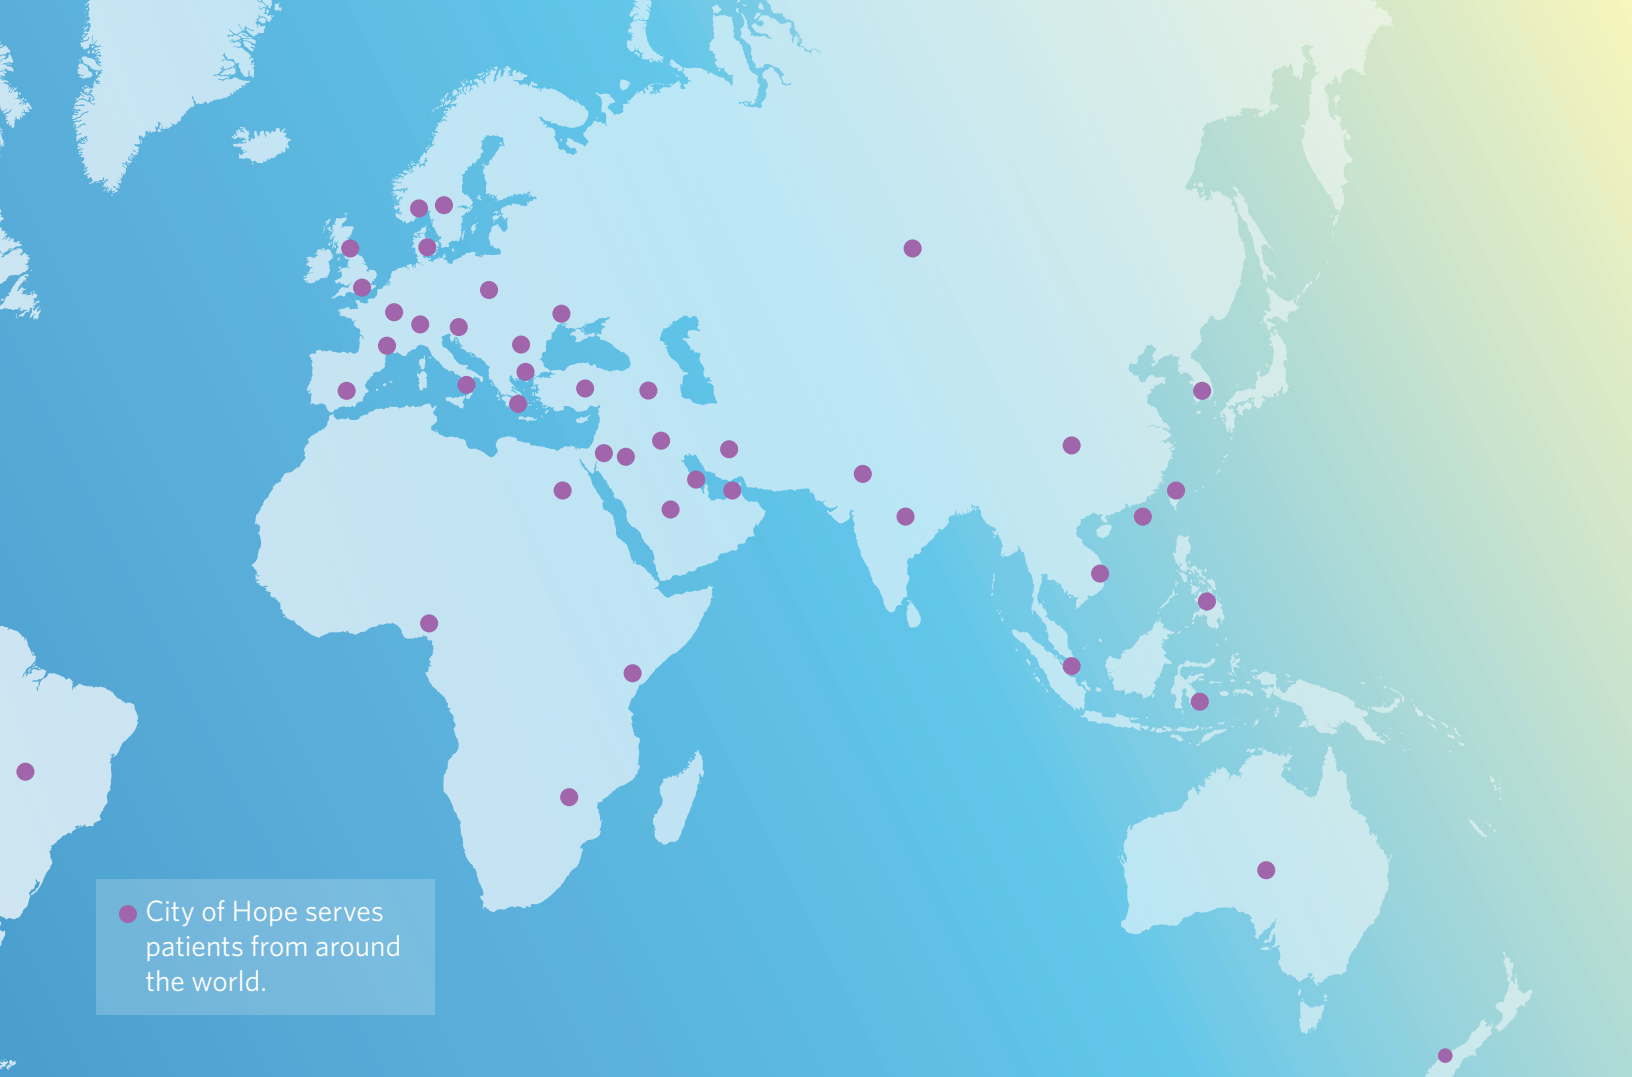 City of Hope serves
patients from around
the world.